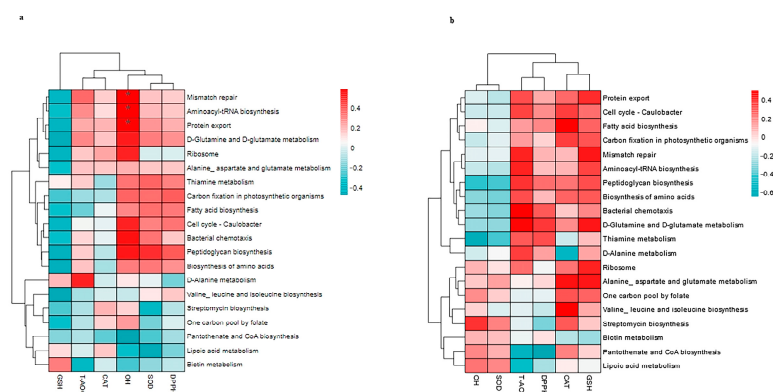 a
b
0.4
0.2
0
-0.2
-0.4
Mismatch repair
Aminoacyl-tRNA biosynthesis
Protein export
D-Glutamine and D-glutamate metabolism
Ribosome
Alanine_ aspartate and glutamate metabolism
Thiamine metabolism
Carbon fixation in photosynthetic organisms
Fatty acid biosynthesis
Cell cycle - Caulobacter
Bacterial chemotaxis
Peptidoglycan biosynthesis
Biosynthesis of amino acids
D-Alanine metabolism
Valine_ leucine and isoleucine biosynthesis
Streptomycin biosynthesis
One carbon pool by folate
Pantothenate and CoA biosynthesis
Lipoic acid metabolism
Biotin metabolism
GSH
CAT
OH
SOD
DPPH
0.4
0.2
0
-0.2
-0.4
-0.6
Protein export
Cell cycle - Caulobacter
Fatty acid biosynthesis
Carbon fixation in photosynthetic organisms
Mismatch repair
Aminoacyl-tRNA biosynthesis
Peptidoglycan biosynthesis
Biosynthesis of amino acids
Bacterial chemotaxis
D-Glutamine and D-glutamate metabolism
Thiamine metabolism
D-Alanine metabolism
Ribosome
Alanine_ aspartate and glutamate metabolism
One carbon pool by folate
Valine_ leucine and isoleucine biosynthesis
Streptomycin biosynthesis
Biotin metabolism
Pantothenate and CoA biosynthesis
Lipoic acid metabolism
OH
SOD
T-AO
DPPH
CAT
GSH